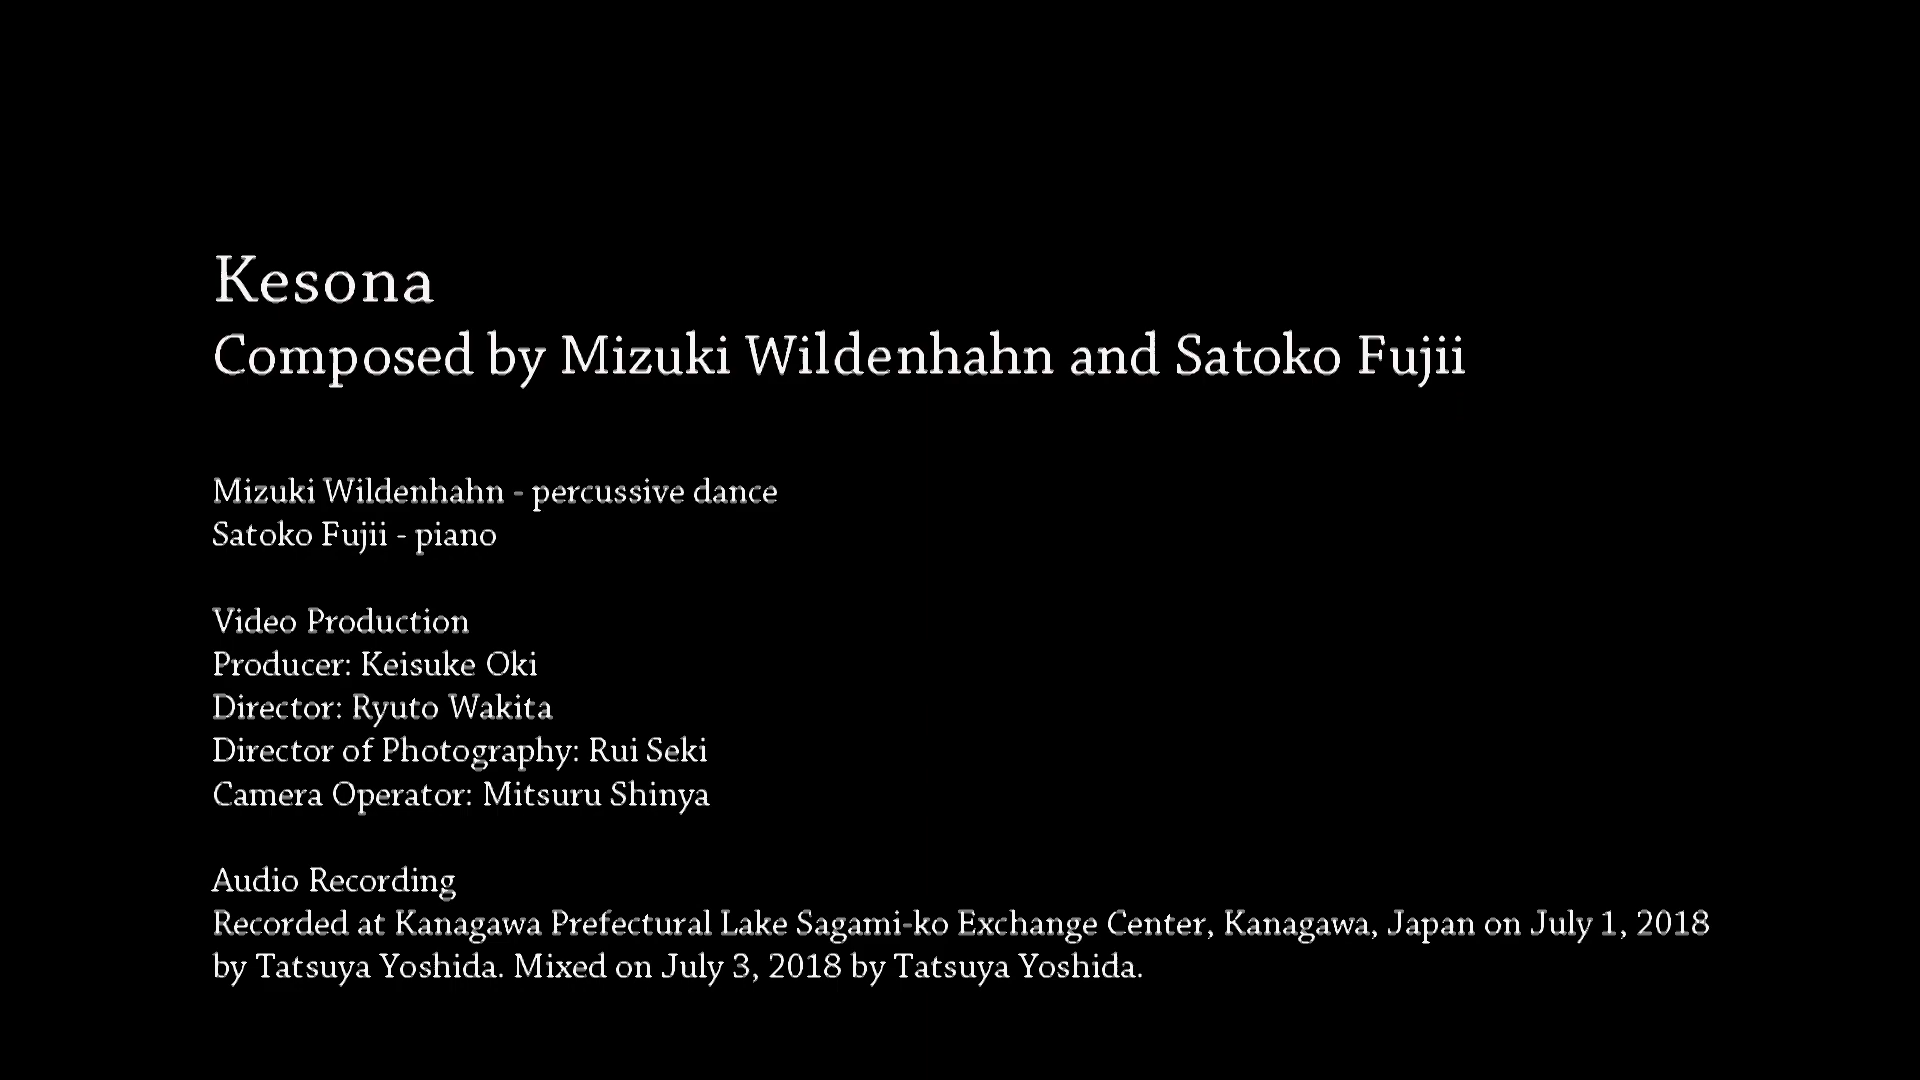 Kesona
Composed by Mizuki Wildenhahn and Satoko Fujii
Mizuki Wildenhahn - percussive dance
Satoko Fujii - piano
Video Production
Producer: Keisuke Oki
Director: Ryuto Wakita
Director of Photography: Rui Seki
Camera Operator: Mitsuru Shinya
Audio Recording
Recorded at Kanagawa Prefectural Lake Sagami-ko Exchange Center, Kanagawa, Japan on July 1, 2018
by Tatsuya Yoshida. Mixed on July 3, 2018 by Tatsuya Yoshida.